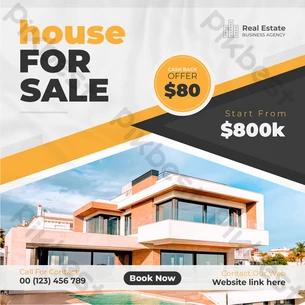 house
FOR
SALE
Real Estate
BUSINESS AGENCY
CASH BACK
OFFER
$80
Start From
$800k
Call For Contact
00 (123) 456 789
Book Now
Contact Our Web
Website link here
pikbest